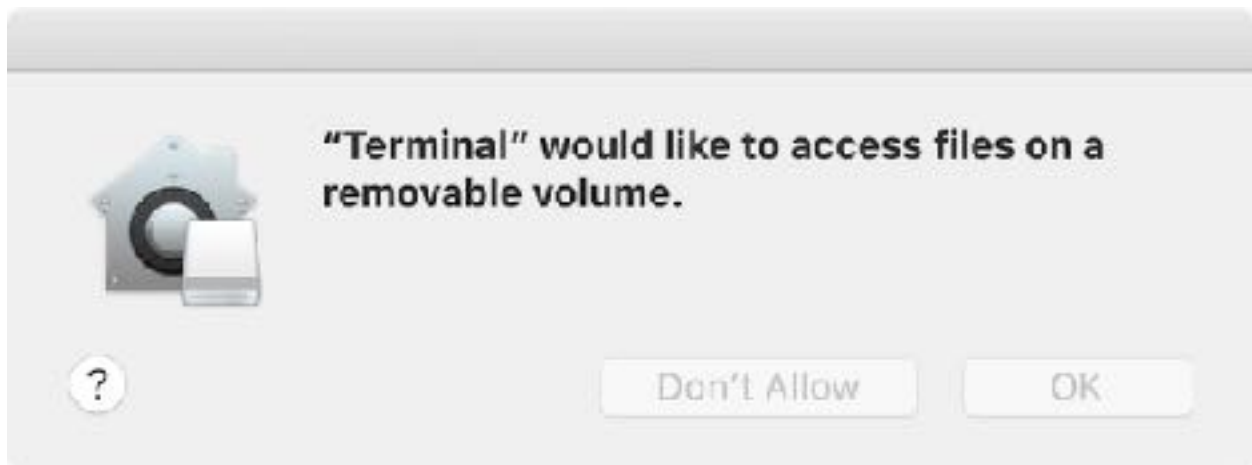 “Terminal” would like to access files on a
removable volume.
?
Don’t Allow
OK